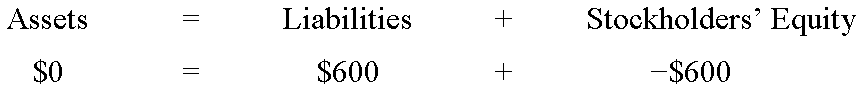 Assets = Liabilities + Stockholders’ Equity
$0 = $600 + −$600